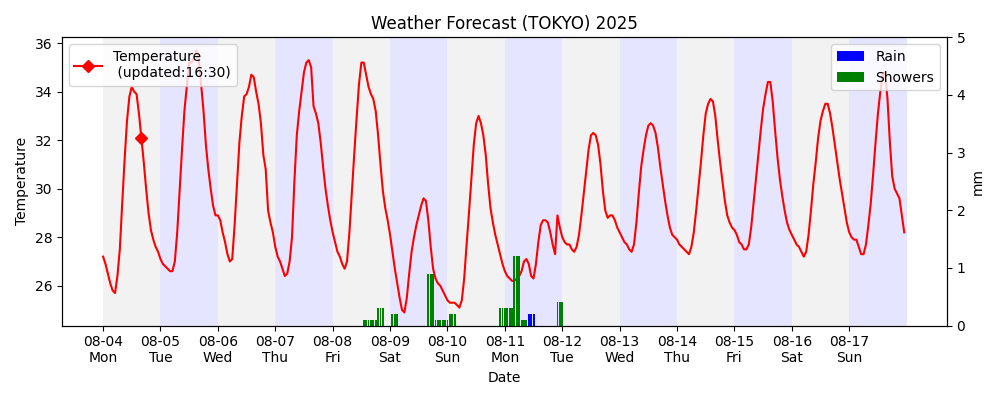 Weather Forecast (TOKYO) 2025
Temperature
(updated:16:30)
Rain
Showers
36
34
32
30
28
26
Temperature
5
4
3
2
1
0
mm
08-04 08-05 08-06 08-07 08-08 08-09 08-10 08-11 08-12 08-13 08-14 08-15 08-16 08-17
Mon Tue Wed Thu Fri Sat Sun Mon Tue Wed Thu Fri Sat Sun
Date